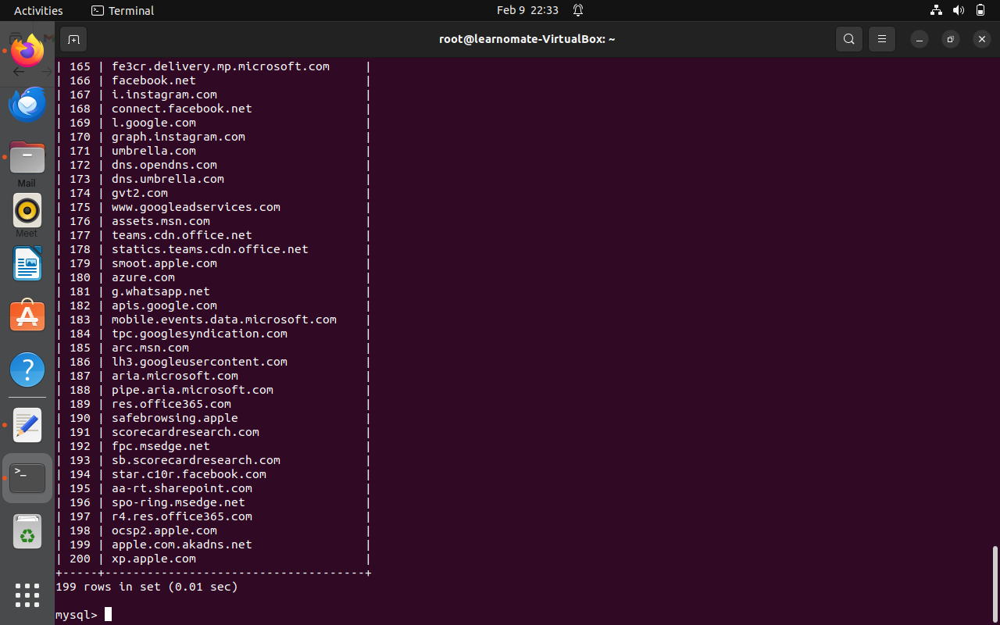 Activities
Terminal
Feb 9 22:33
root@learnomate-VirtualBox: ~
Mail
Meet
| 165 | fe3cr.delivery.mp.microsoft.com |
| 166 | facebook.net |
| 167 | i.instagram.com |
| 168 | connect.facebook.net |
| 169 | l.google.com |
| 170 | graph.instagram.com |
| 171 | umbrella.com |
| 172 | dns.opendns.com |
| 173 | dns.umbrella.com |
| 174 | gvt2.com |
| 175 | www.googleadservices.com |
| 176 | assets.msn.com |
| 177 | teams.cdn.office.net |
| 178 | statics.teams.cdn.office.net |
| 179 | smoot.apple.com |
| 180 | azure.com |
| 181 | g.whatsapp.net |
| 182 | apis.google.com |
| 183 | mobile.events.data.microsoft.com |
| 184 | tpc.googlesyndication.com |
| 185 | arc.msn.com |
| 186 | lh3.googleusercontent.com |
| 187 | aria.microsoft.com |
| 188 | pipe.aria.microsoft.com |
| 189 | res.office365.com |
| 190 | safebrowsing.apple |
| 191 | scorecardresearch.com |
| 192 | fpc.msedge.net |
| 193 | sb.scorecardresearch.com |
| 194 | star.c10r.facebook.com |
| 195 | aa-rt.sharepoint.com |
| 196 | spo-ring.msedge.net |
| 197 | r4.res.office365.com |
| 198 | ocsp2.apple.com |
| 199 | apple.com.akadns.net |
| 200 | xp.apple.com |
+-----+-------------------------------------+
199 rows in set (0.01 sec)
mysql>